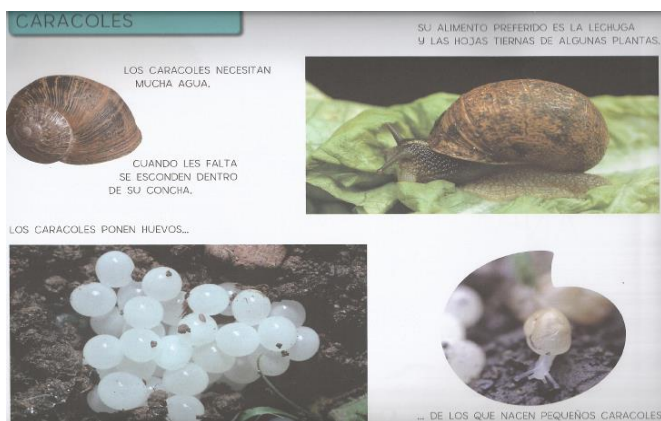 CARACOLES
SU ALIMENTO PREFERIDO ES LA LECHUGA
Y LAS HOJAS TIERNAS DE ALGUNAS PLANTAS.
LOS CARACOLES NECESITAN
MUCHA AGUA.
CUANDO LES FALTA
SE ESCONDEN DENTRO
DE SU CONCHA.
LOS CARACOLES PONEN HUEVOS...
... DE LOS QUE NACEN PEQUEÑOS CARACOLES